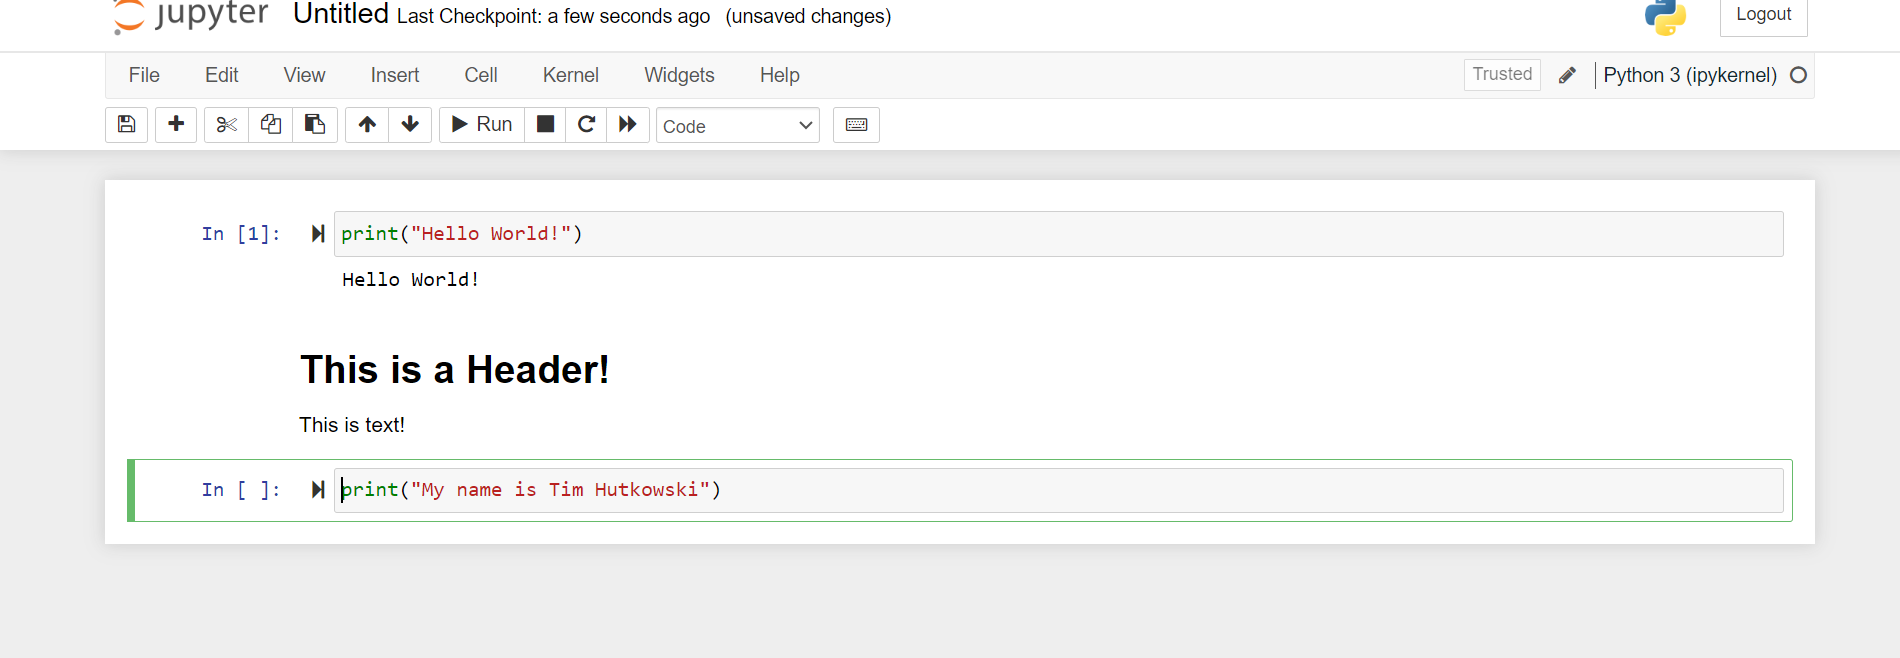 jupyter Untitled Last Checkpoint: a few seconds ago (unsaved changes) Logout
File Edit View Insert Cell Kernel Widgets Help Trusted Python 3 (ipykernel)
Run Code
In [1]: print("Hello World!")
Hello World!
This is a Header!
This is text!
In [ ]: print("My name is Tim Hutkowski")